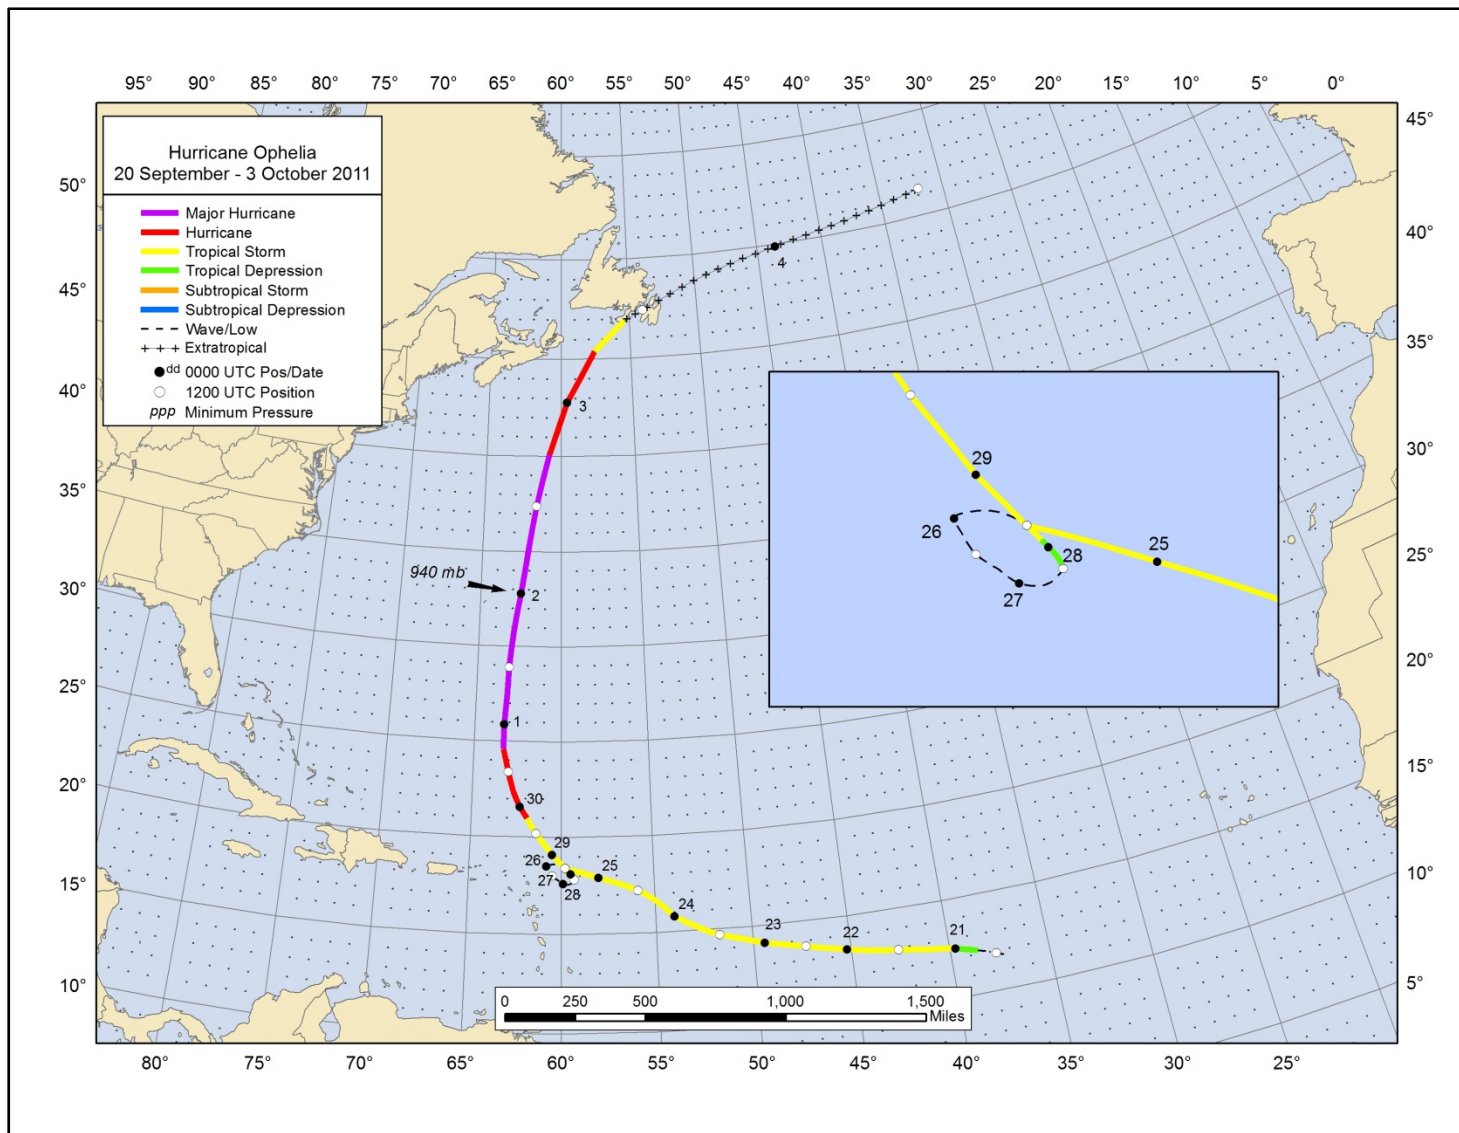 95° 90° 85° 80° 75° 70° 65° 60° 55° 50° 45° 40° 35° 30° 25° 20° 15° 10° 5° 0°
Hurricane Ophelia
20 September - 3 October 2011
Major Hurricane
Hurricane
Tropical Storm
Tropical Depression
Subtropical Storm
Subtropical Depression
Wave/Low
Extratropical
dd 0000 UTC Pos/Date
1200 UTC Position
ppp Minimum Pressure
50°
45°
40°
35°
30°
25°
20°
15°
10°
45°
40°
35°
30°
25°
20°
15°
10°
5°
4
3
940 mb
2
1
30
29
26
25
27
28
24
23
22
21
29
26
25
28
27
0 250 500 1,000 1,500
Miles
80° 75° 70° 65° 60° 55° 50° 45° 40° 35° 30° 25°